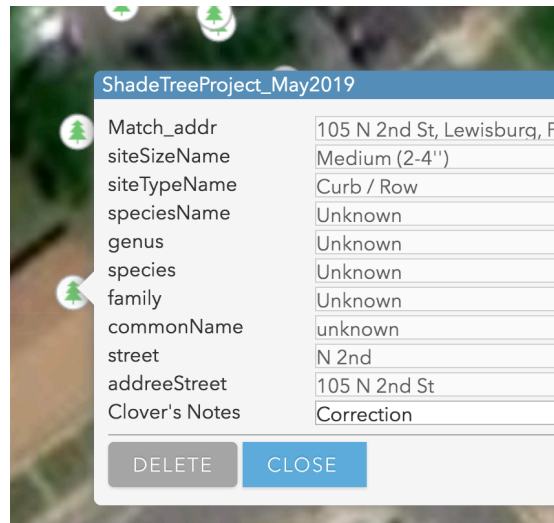 ShadeTreeProject_May2019
Match_addr 105 N 2nd St, Lewisburg,
siteSizeName Medium (2-4'')
siteTypeName Curb / Row
speciesName Unknown
genus Unknown
species Unknown
family Unknown
commonName unknown
street N 2nd
addreeStreet 105 N 2nd St
Clover's Notes Correction
DELETE CLOSE